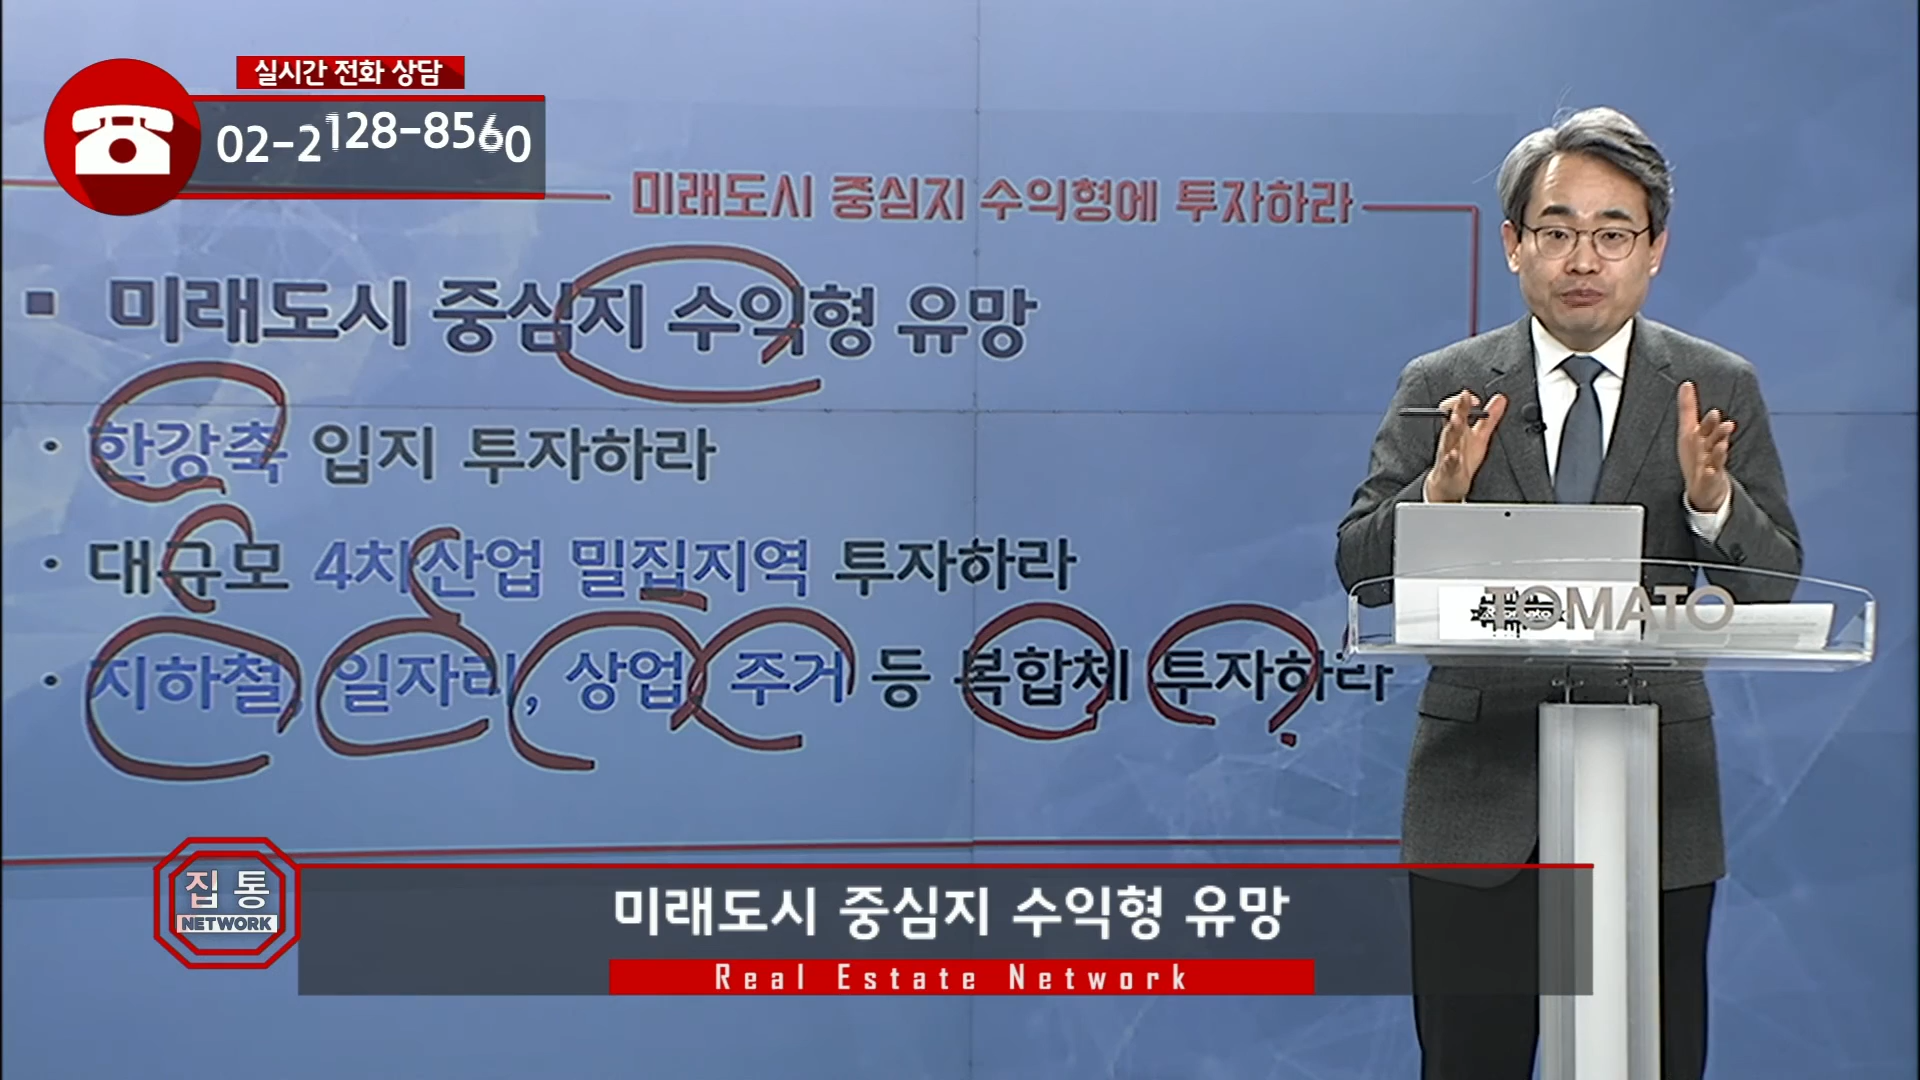 실시간 전화 상담
02-2128-8560
미래도시 중심지 수익형에 투자하라
▪ 미래도시 중심지 수익형 유망
· 한강축 입지 투자하라
· 대규모 4차산업 밀집지역 투자하라
· 지하철, 일자리, 상업, 주거 등 복합체 투자하라
TOMATO
집통
NETWORK
미래도시 중심지 수익형 유망
Real Estate Network